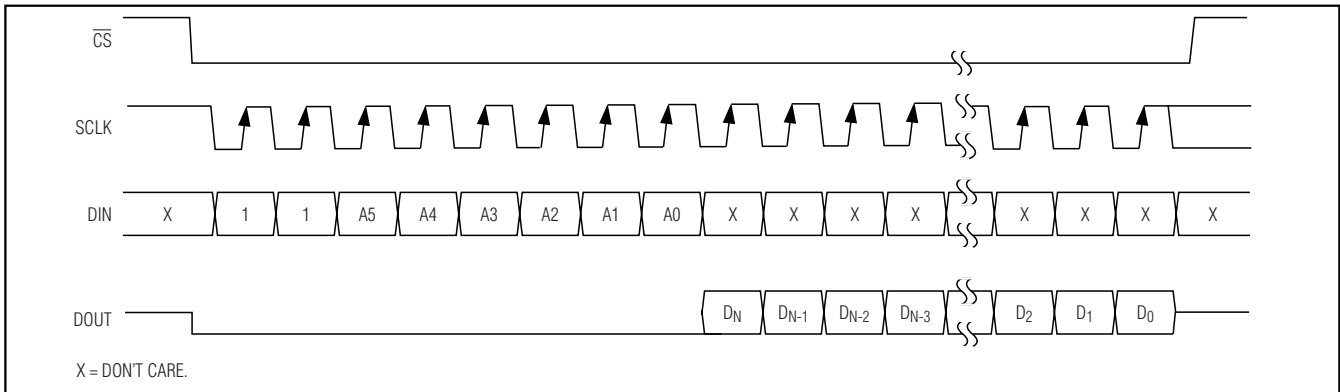 CS
SCLK
DIN X 1 1 A5 A4 A3 A2 A1 A0 X X X X X X X X
DOUT DN DN-1 DN-2 DN-3 D2 D1 D0
X = DON'T CARE.